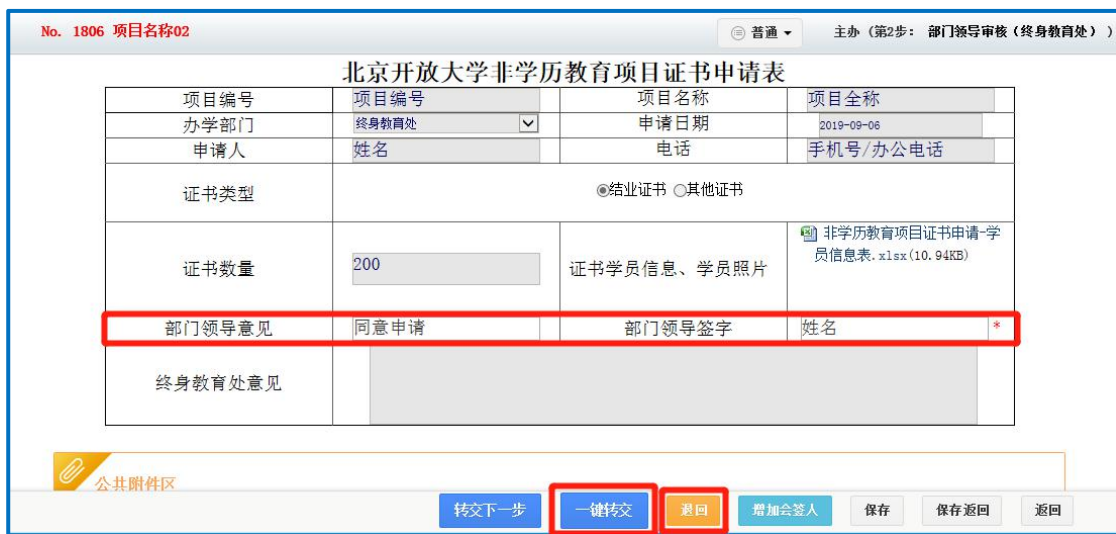 No. 1806 项目名称02 普通 主办（第2步： 部门领导审核（终身教育处））
北京开放大学非学历教育项目证书申请表
项目编号 项目编号 项目名称 项目全称
办学部门 终身教育处 申请日期 2019-09-06
申请人 姓名 电话 手机号/办公电话
证书类型 结业证书 其他证书
证书数量 200 证书学员信息、学员照片 非学历教育项目证书申请-学
员信息表.xlsx(10.94KB)
部门领导意见 同意申请 部门领导签字 姓名 *
终身教育处意见
公共附件区
转交下一步 一键转交 退回 增加会签人 保存 保存返回 返回